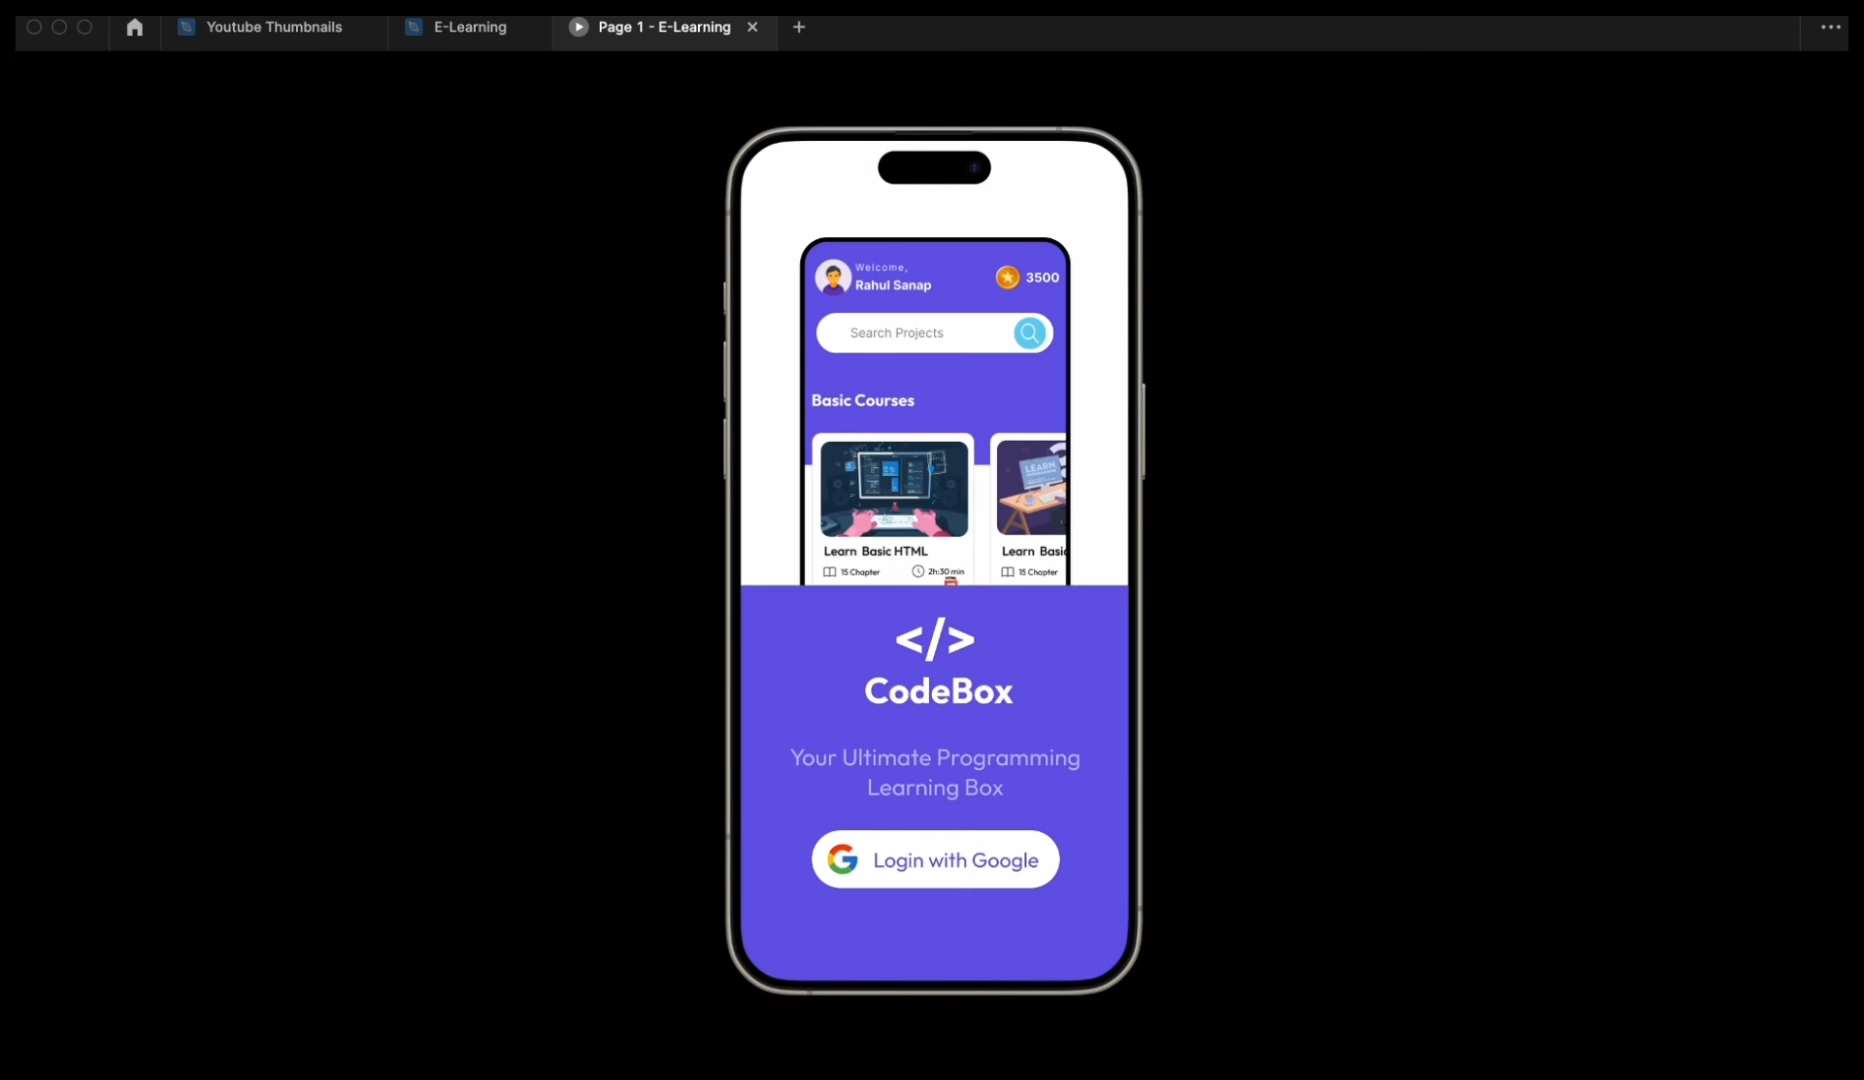 Youtube Thumbnails
E-Learning
Page 1 - E-Learning
Welcome,
Rahul Sanap
3500
Search Projects
Basic Courses
LEARN
Learn Basic HTML
Learn Basic
15 Chapter
2h:30 min
15 Chapter
</>
CodeBox
Your Ultimate Programming
Learning Box
Login with Google